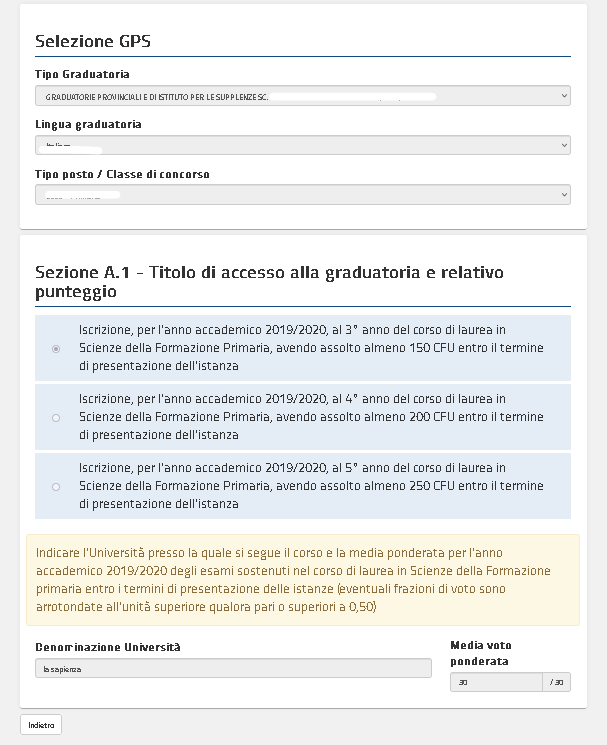 Selezione GPS
Tipo Graduatoria
GRADUATORIE PROVINCIALI E DI ISTITUTO PER LE SUPPLENZE SC.
Lingua graduatoria
Tipo posto / Classe di concorso
Sezione A.1 - Titolo di accesso alla graduatoria e relativo
punteggio
Iscrizione, per l'anno accademico 2019/2020, al 3° anno del corso di laurea in
Scienze della Formazione Primaria, avendo assolto almeno 150 CFU entro il termine
di presentazione dell'istanza
Iscrizione, per l'anno accademico 2019/2020, al 4° anno del corso di laurea in
Scienze della Formazione Primaria, avendo assolto almeno 200 CFU entro il termine
di presentazione dell'istanza
Iscrizione, per l'anno accademico 2019/2020, al 5° anno del corso di laurea in
Scienze della Formazione Primaria, avendo assolto almeno 250 CFU entro il termine
di presentazione dell'istanza
Indicare l'Università presso la quale si segue il corso e la media ponderata per l'anno
accademico 2019/2020 degli esami sostenuti nel corso di laurea in Scienze della Formazione
primaria entro i termini di presentazione delle istanze (eventuali frazioni di voto sono
arrotondate all'unità superiore qualora pari o superiori a 0,50)
Denominazione Università
Media voto
ponderata
la sapienza
30 / 30
Indietro